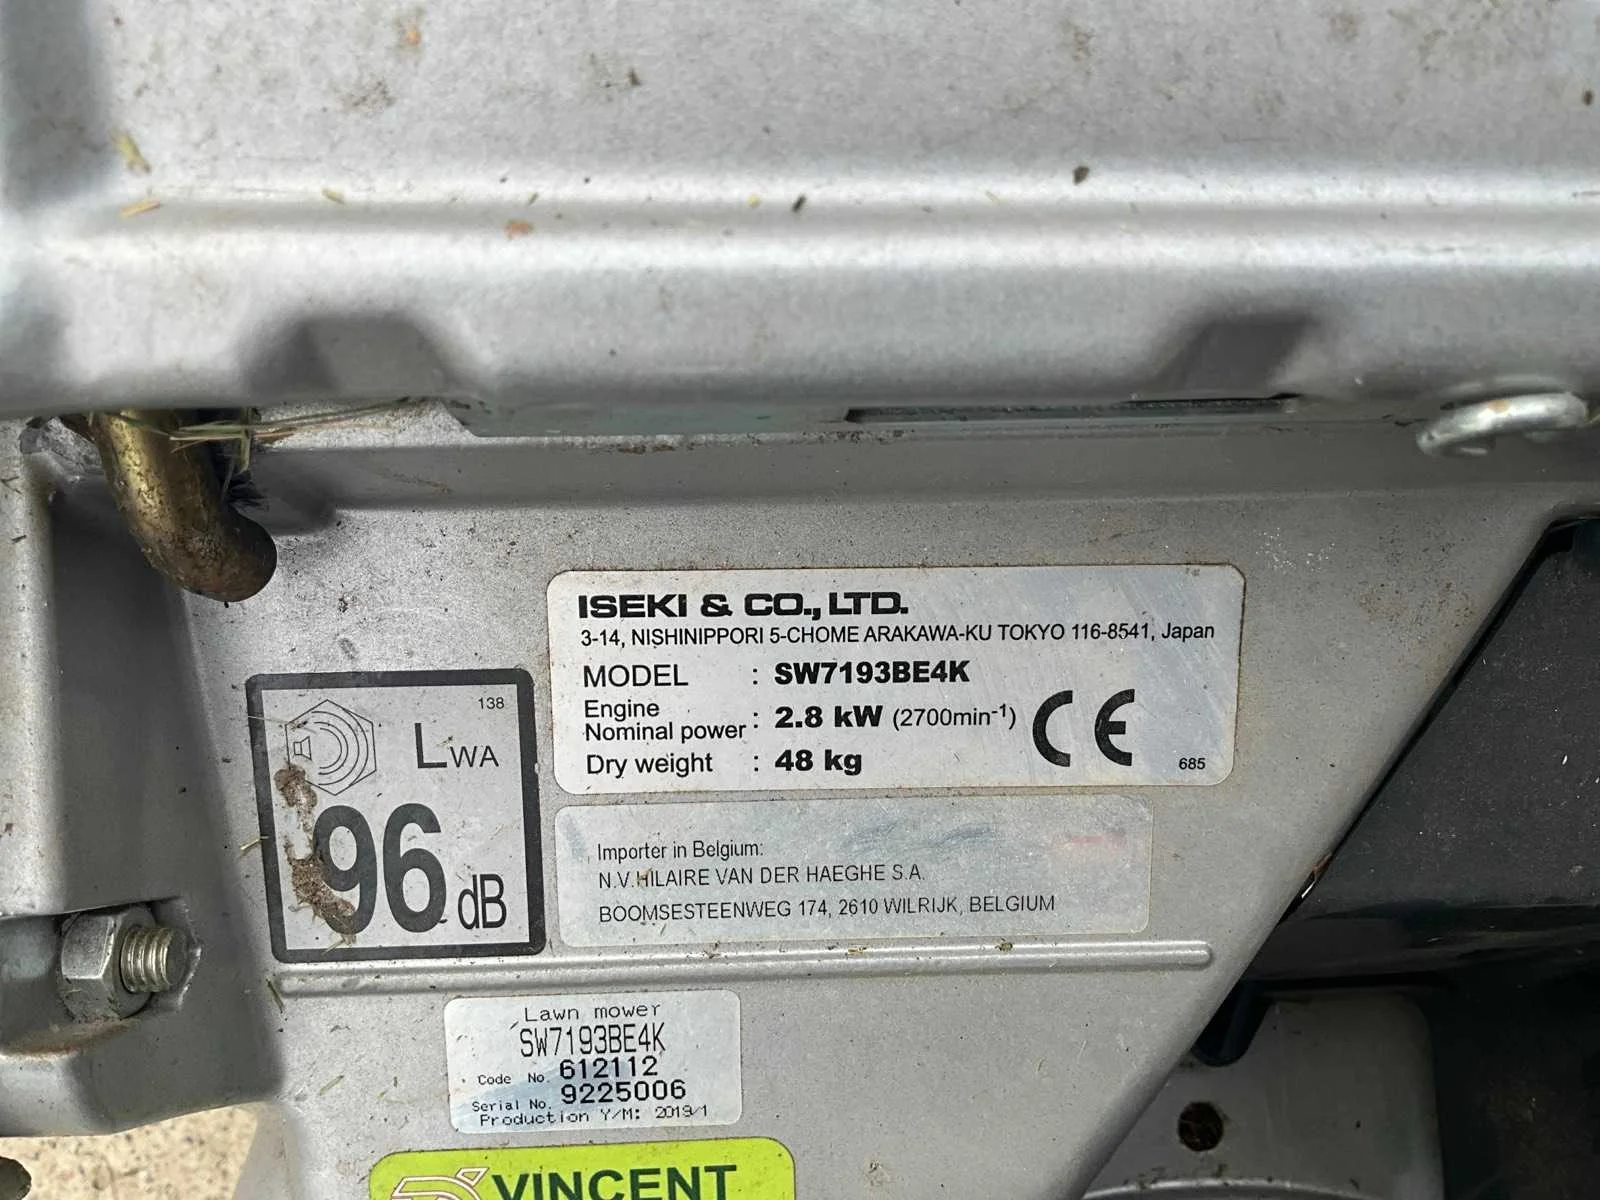 ISEKI & CO., LTD.
3-14, NISHINIPPORI 5-CHOME ARAKAWA-KU TOKYO 116-8541, Japan
MODEL : SW7193BE4K
Engine
Nominal power : 2.8 kW (2700min-1)
Dry weight : 48 kg
CE
685
138
LWA
96 dB
Importer in Belgium:
N.V.HILAIRE VAN DER HAEGHE S.A.
BOOMSESTEENWEG 174, 2610 WILRIJK, BELGIUM
Lawn mower
SW7193BE4K
Code No. 612112
Serial No. 9225006
Production Y/M: 2019/1
VINCENT